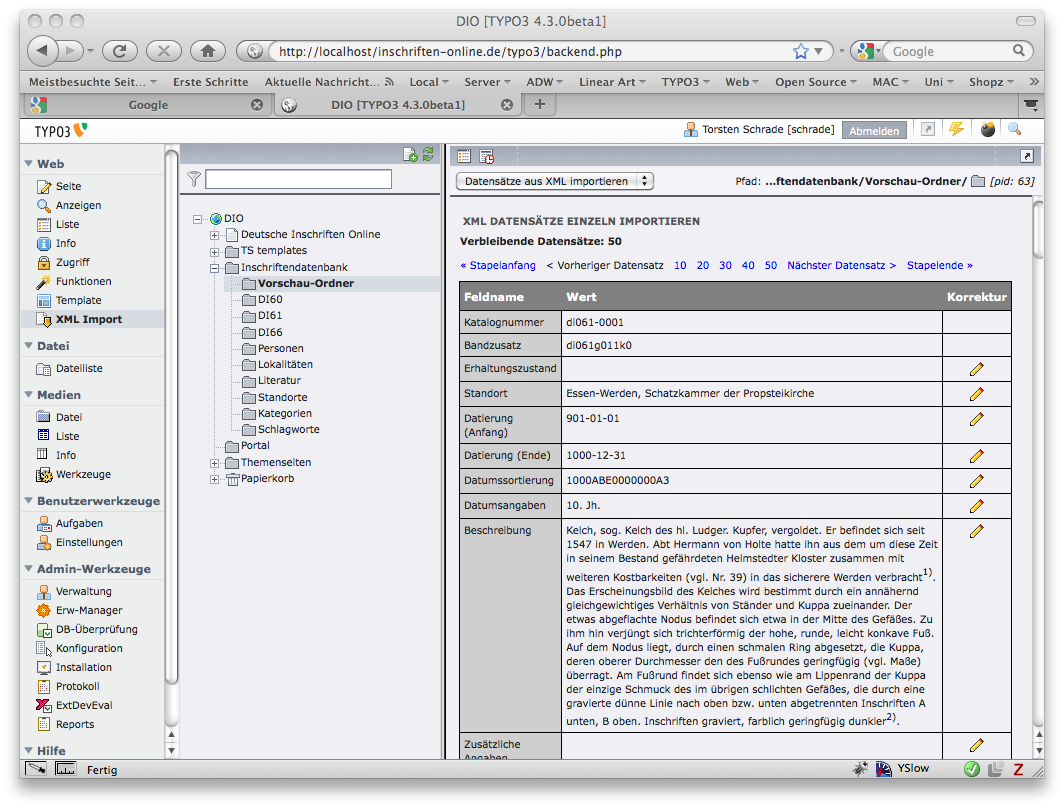 DIO [TYPO3 4.3.0beta1]
http://localhost/inschriften-online.de/typo3/backend.php
Google
Meistbesuchte Seit... Erste Schritte Aktuelle Nachricht... Local Server ADW Linear Art TYPO3 Web Open Source MAC Uni Shopz »
Google DIO [TYPO3 4.3.0beta1] +
TYPO3 Torsten Schrade [schrade] Abmelden
Web
Seite
Anzeigen
Liste
Info
Zugriff
Funktionen
Template
XML Import
Datei
Dateiliste
Medien
Datei
Liste
Info
Werkzeuge
Benutzerwerkzeuge
Aufgaben
Einstellungen
Admin-Werkzeuge
Verwaltung
Erw-Manager
DB-Überprüfung
Konfiguration
Installation
Protokoll
ExtDevEval
Reports
Hilfe
DIO
Deutsche Inschriften Online
TS templates
Inschriftendatenbank
Vorschau-Ordner
DI60
DI61
DI66
Personen
Lokalitäten
Literatur
Standorte
Kategorien
Schlagworte
Portal
Themenseiten
Papierkorb
Datensätze aus XML importieren Pfad: ...ftendatenbank/Vorschau-Ordner/ [pid: 63]
XML DATENSÄTZE EINZELN IMPORTIEREN
Verbleibende Datensätze: 50
« Stapelanfang < Vorheriger Datensatz 10 20 30 40 50 Nächster Datensatz > Stapelende »
Feldname Wert Korrektur
Katalognummer di061-0001
Bandzusatz di061g011k0
Erhaltungszustand
Standort Essen-Werden, Schatzkammer der Propsteikirche
Datierung 901-01-01
(Anfang)
Datierung (Ende) 1000-12-31
Datumssortierung 1000ABE0000000A3
Datumsangaben 10. Jh.
Beschreibung Kelch, sog. Kelch des hl. Ludger. Kupfer, vergoldet. Er befindet sich seit
1547 in Werden. Abt Hermann von Holte hatte ihn aus dem um diese Zeit
in seinem Bestand gefährdeten Helmstedter Kloster zusammen mit
weiteren Kostbarkeiten (vgl. Nr. 39) in das sicherere Werden verbracht1).
Das Erscheinungsbild des Kelches wird bestimmt durch ein annähernd
gleichgewichtiges Verhältnis von Ständer und Kuppa zueinander. Der
etwas abgeflachte Nodus befindet sich etwa in der Mitte des Gefäßes. Zu
ihm hin verjüngt sich trichterförmig der hohe, runde, leicht konkave Fuß.
Auf dem Nodus liegt, durch einen schmalen Ring abgesetzt, die Kuppa,
deren oberer Durchmesser den des Fußrundes geringfügig (vgl. Maße)
überragt. Am Fußrund findet sich ebenso wie am Lippenrand der Kuppa
der einzige Schmuck des im übrigen schlichten Gefäßes, die durch eine
gravierte dünne Linie nach oben bzw. unten abgetrennten Inschriften A
unten, B oben. Inschriften graviert, farblich geringfügig dunkler2).
Zusätzliche
Angaben
Fertig YSlow